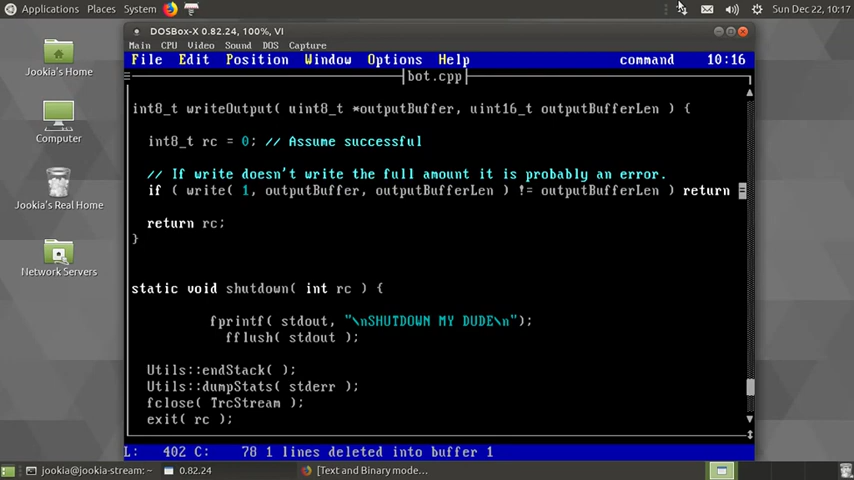 Applications Places System Sun Dec 22, 10:17
Jookia's Home
Computer
Jookia's Real Home
Network Servers
DOSBox-X 0.82.24, 100%, VI
Main CPU Video Sound DOS Capture
File Edit Position Window Options Help command 10:16
bot.cpp
int8_t writeOutput( uint8_t *outputBuffer, uint16_t outputBufferLen ) {
int8_t rc = 0; // Assume successful
// If write doesn't write the full amount it is probably an error.
if ( write( 1, outputBuffer, outputBufferLen ) != outputBufferLen ) return
return rc;
}
static void shutdown( int rc ) {
fprintf( stdout, "\nSHUTDOWN MY DUDE\n");
fflush( stdout );
Utils::endStack( );
Utils::dumpStats( stderr );
fclose( TrcStream );
exit( rc );
L: 402 C: 78 1 lines deleted into buffer 1
jookia@jookia-stream: ~ 0.82.24 [Text and Binary mode...